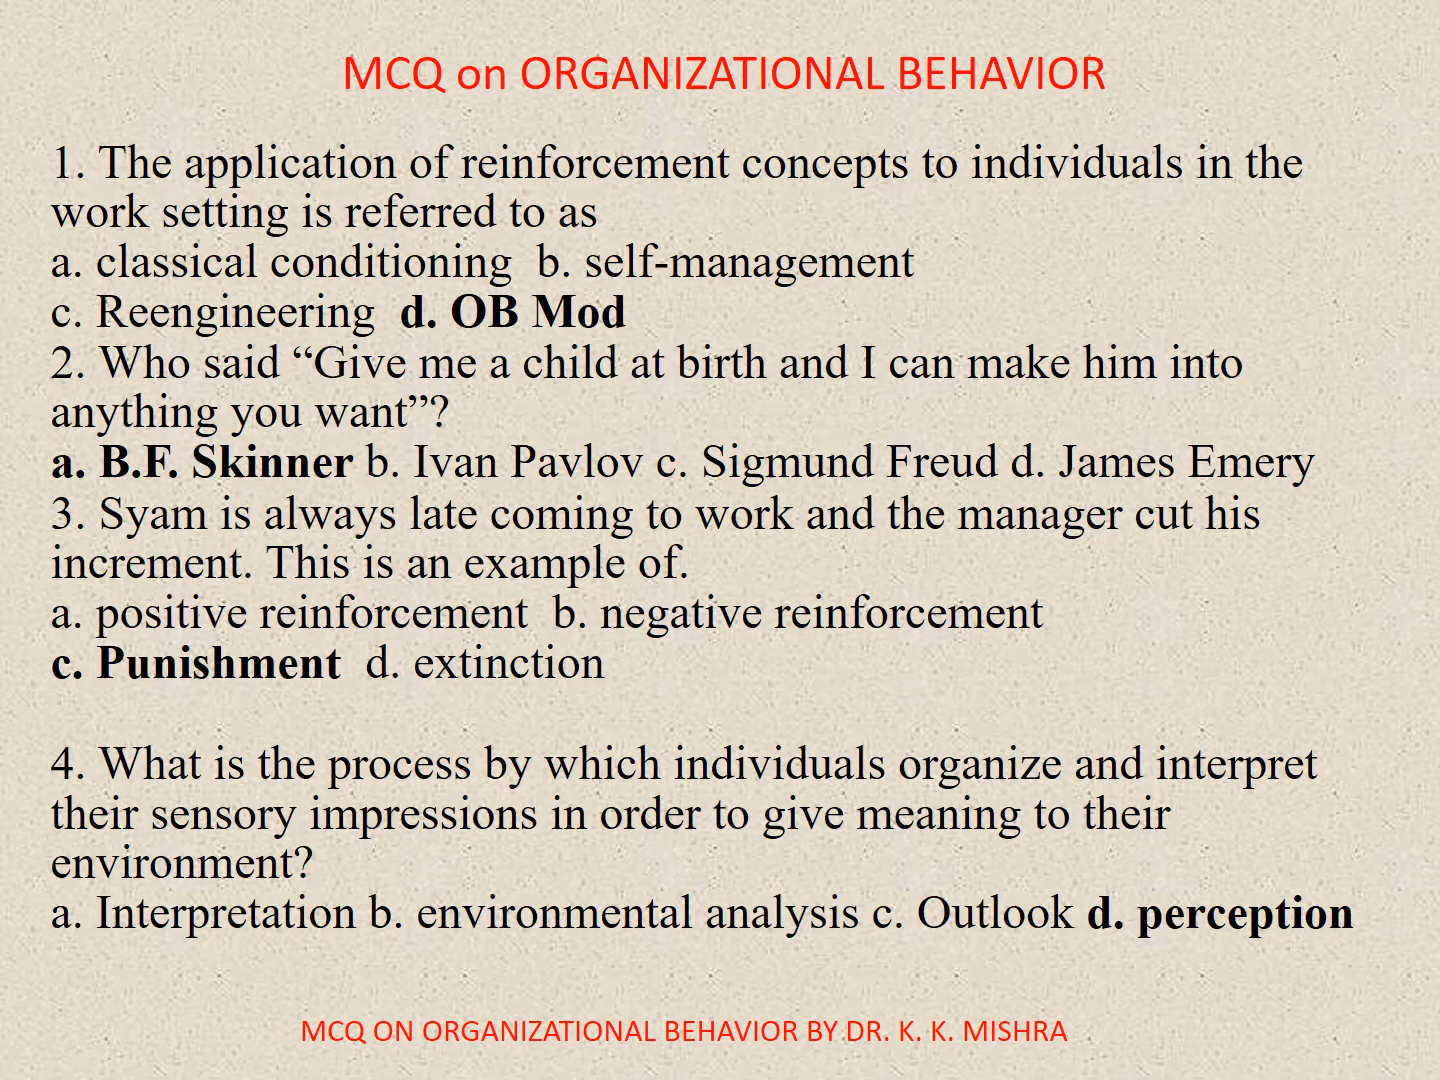 MCQ on ORGANIZATIONAL BEHAVIOR
1. The application of reinforcement concepts to individuals in the
work setting is referred to as
a. classical conditioning  b. self-management
c. Reengineering  d. OB Mod
2. Who said “Give me a child at birth and I can make him into
anything you want”?
a. B.F. Skinner b. Ivan Pavlov c. Sigmund Freud d. James Emery
3. Syam is always late coming to work and the manager cut his
increment. This is an example of.
a. positive reinforcement  b. negative reinforcement
c. Punishment  d. extinction
4. What is the process by which individuals organize and interpret
their sensory impressions in order to give meaning to their
environment?
a. Interpretation b. environmental analysis c. Outlook d. perception
MCQ ON ORGANIZATIONAL BEHAVIOR BY DR. K. K. MISHRA